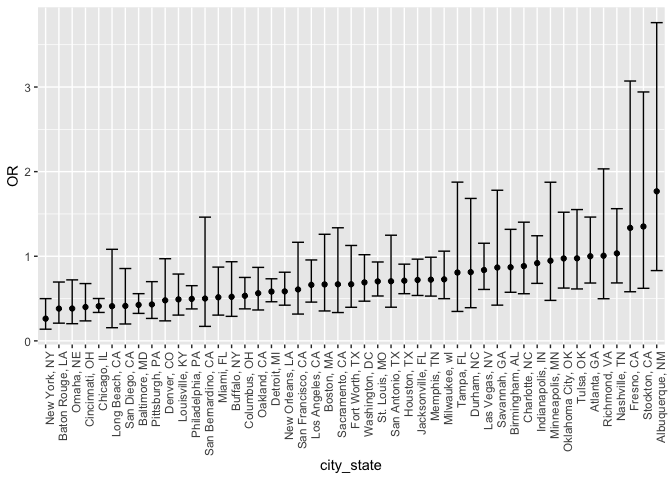 OR
3
2
1
0
New York, NY
Baton Rouge, LA
Omaha, NE
Cincinnati, OH
Chicago, IL
Long Beach, CA
San Diego, CA
Baltimore, MD
Pittsburgh, PA
Denver, CO
Louisville, KY
Philadelphia, PA
San Bernardino, CA
Miami, FL
Buffalo, NY
Columbus, OH
Oakland, CA
Detroit, MI
New Orleans, LA
San Francisco, CA
Los Angeles, CA
Boston, MA
Sacramento, CA
Fort Worth, TX
Washington, DC
St. Louis, MO
San Antonio, TX
Houston, TX
Jacksonville, FL
Memphis, TN
Milwaukee, wI
Tampa, FL
Durham, NC
Las Vegas, NV
Savannah, GA
Birmingham, AL
Charlotte, NC
Indianapolis, IN
Minneapolis, MN
Oklahoma City, OK
Tulsa, OK
Atlanta, GA
Richmond, VA
Nashville, TN
Fresno, CA
Stockton, CA
Albuquerque, NM
city_state